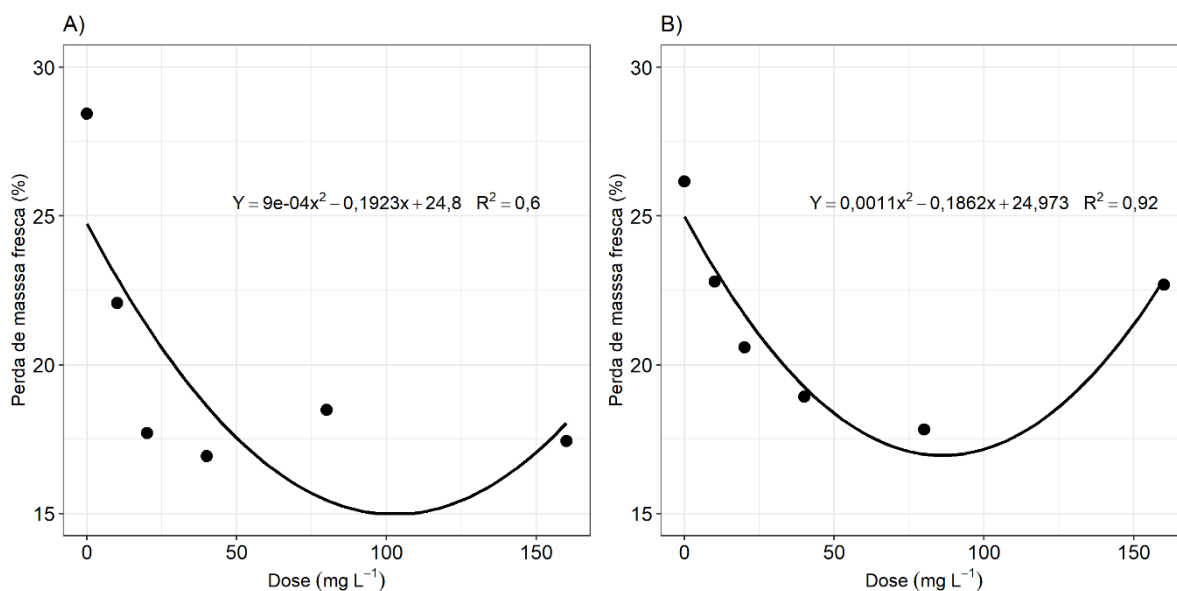 A)
Perda de masssa fresca (%)
30
25
20
15
Y = 9e-04x² − 0,1923x + 24,8 R² = 0,6
0 50 100 150
Dose (mg L⁻¹)
B)
Perda de masssa fresca (%)
30
25
20
15
Y = 0,0011x² − 0,1862x + 24,973 R² = 0,92
0 50 100 150
Dose (mg L⁻¹)